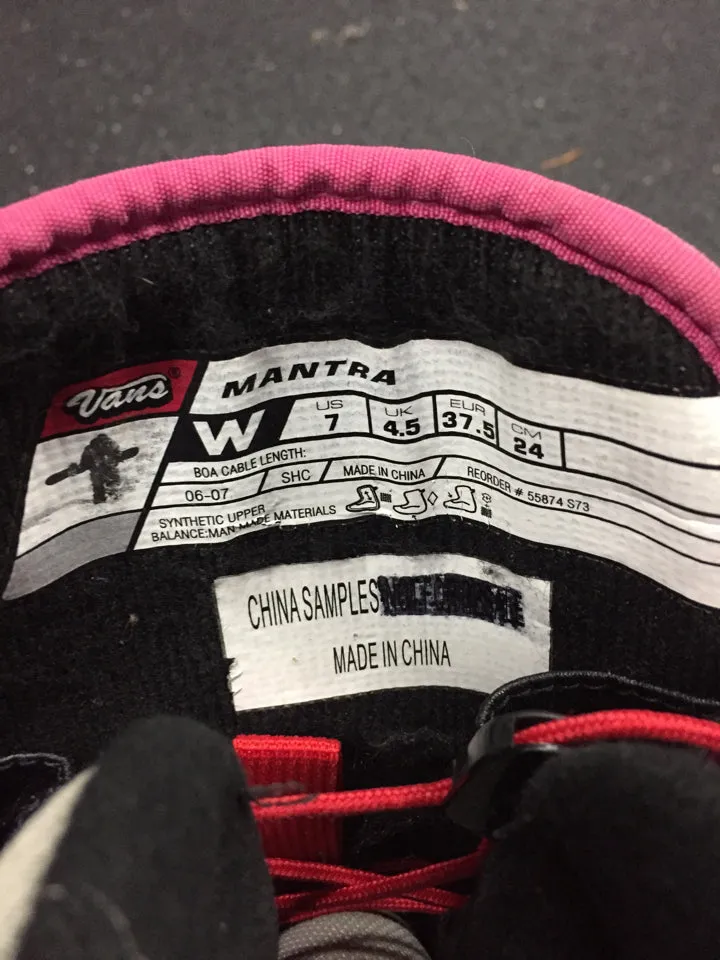 Vans®
MANTRA
W
US 7
UK 4.5
EUR 37.5
CM 24
BOA CABLE LENGTH:
06-07 SHC MADE IN CHINA REORDER # 55874 S73
SYNTHETIC UPPER
BALANCE:MAN MADE MATERIALS
CHINA SAMPLES
MADE IN CHINA